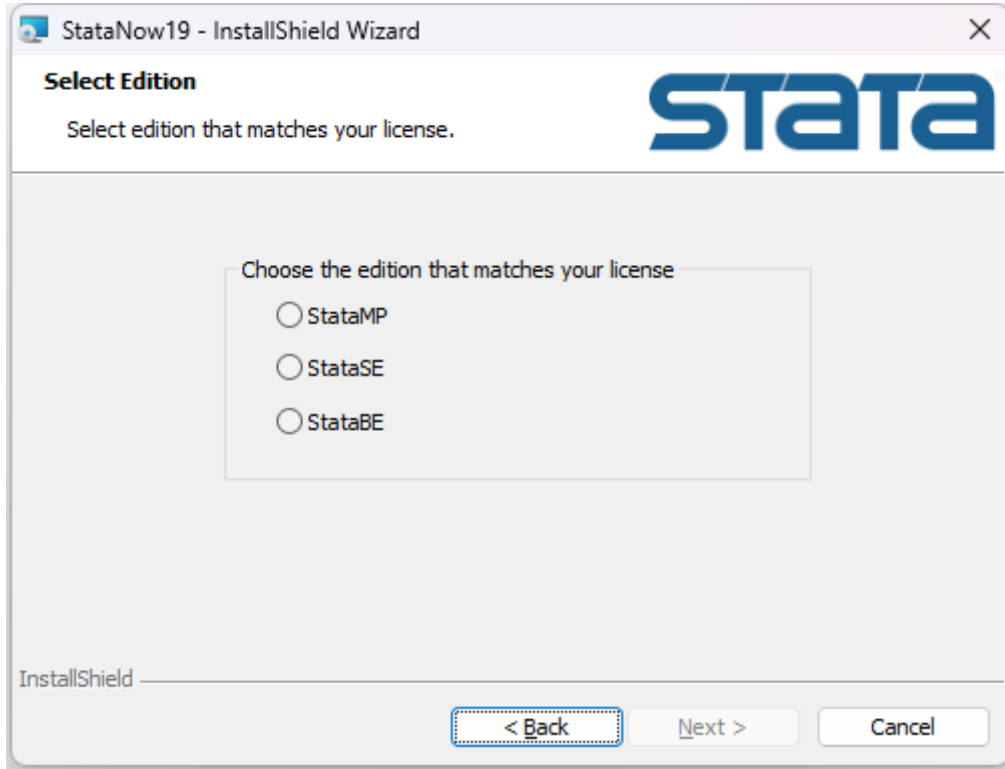 StataNow19 - InstallShield Wizard
Select Edition
Select edition that matches your license.
STATA
Choose the edition that matches your license
StataMP
StataSE
StataBE
InstallShield
< Back
Next >
Cancel